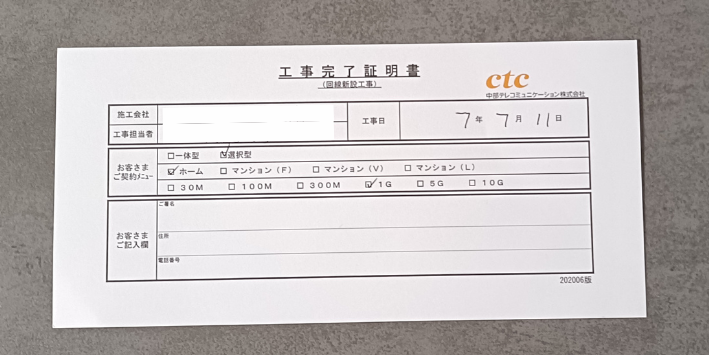 工事完了証明書
（回線新設工事）
ctc
中部テレコミュニケーション株式会社
施工会社
工事担当者
工事日
7年 7月 11日
お客さま
ご契約ﾒﾆｭｰ
□一体型 ☑選択型
☑ホーム □マンション（F） □マンション（V） □マンション（L）
□30M □100M □300M ☑1G □5G □10G
お客さま
ご記入欄
ご署名
住所
電話番号
202006版